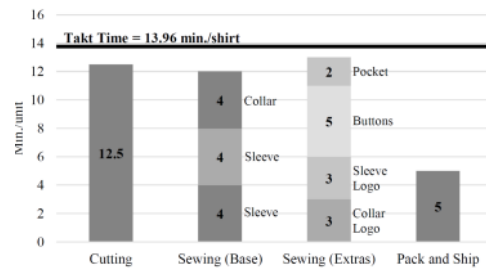 16
Takt Time = 13.96 min./shirt
14
12
10
8
6
4
2
0
Min./unit
12.5
4
Collar
4
Sleeve
4
Sleeve
2
Pocket
5
Buttons
3
Sleeve
Logo
3
Collar
Logo
5
Cutting
Sewing (Base)
Sewing (Extras)
Pack and Ship